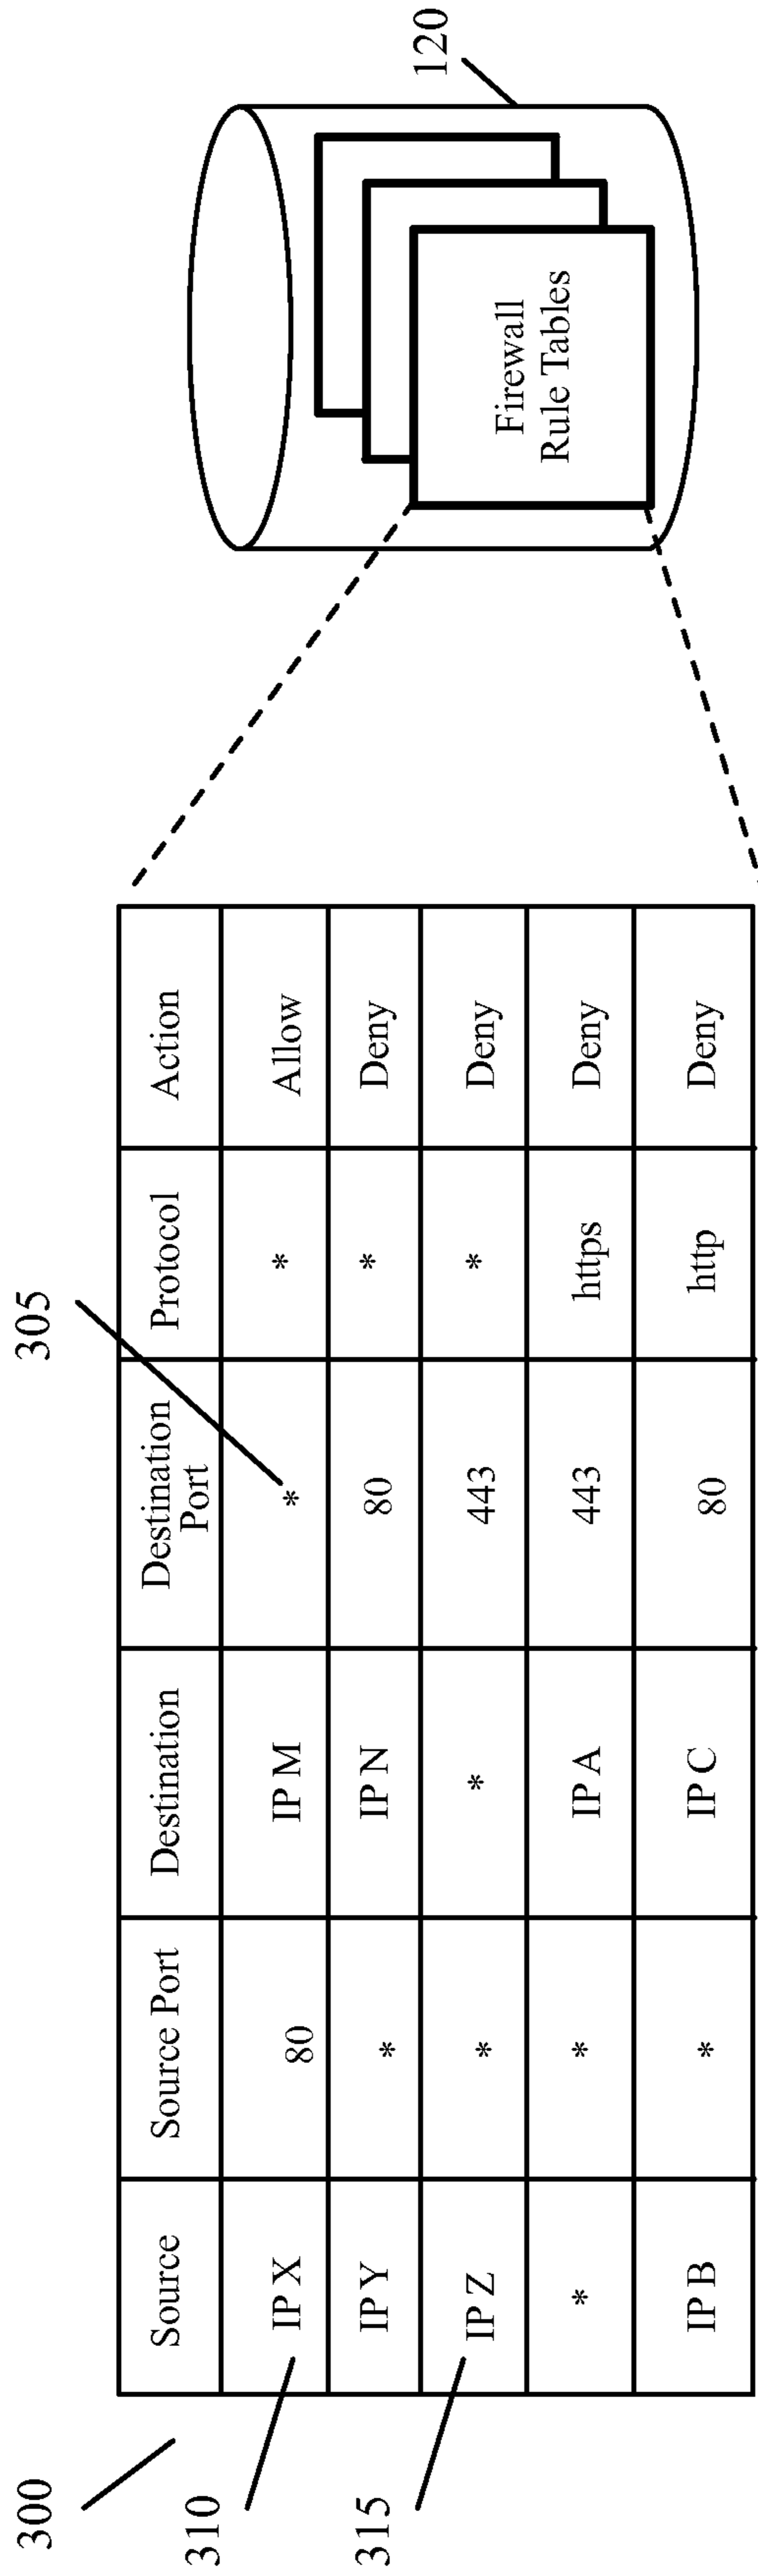 300
305
310
315
120
Source Source Port Destination Destination Port Protocol Action
IP X 80 IP M * * Allow
IP Y * IP N 80 * Deny
IP Z * * 443 * Deny
* * IP A 443 https Deny
IP B * IP C 80 http Deny
Firewall
Rule Tables